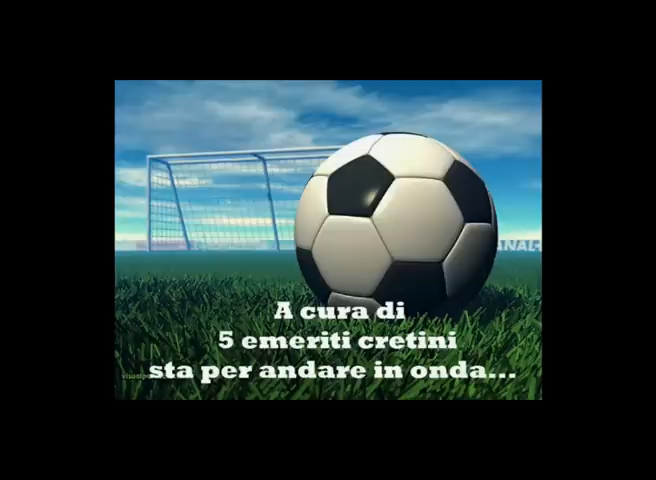 A cura di
5 emeriti cretini
sta per andare in onda...